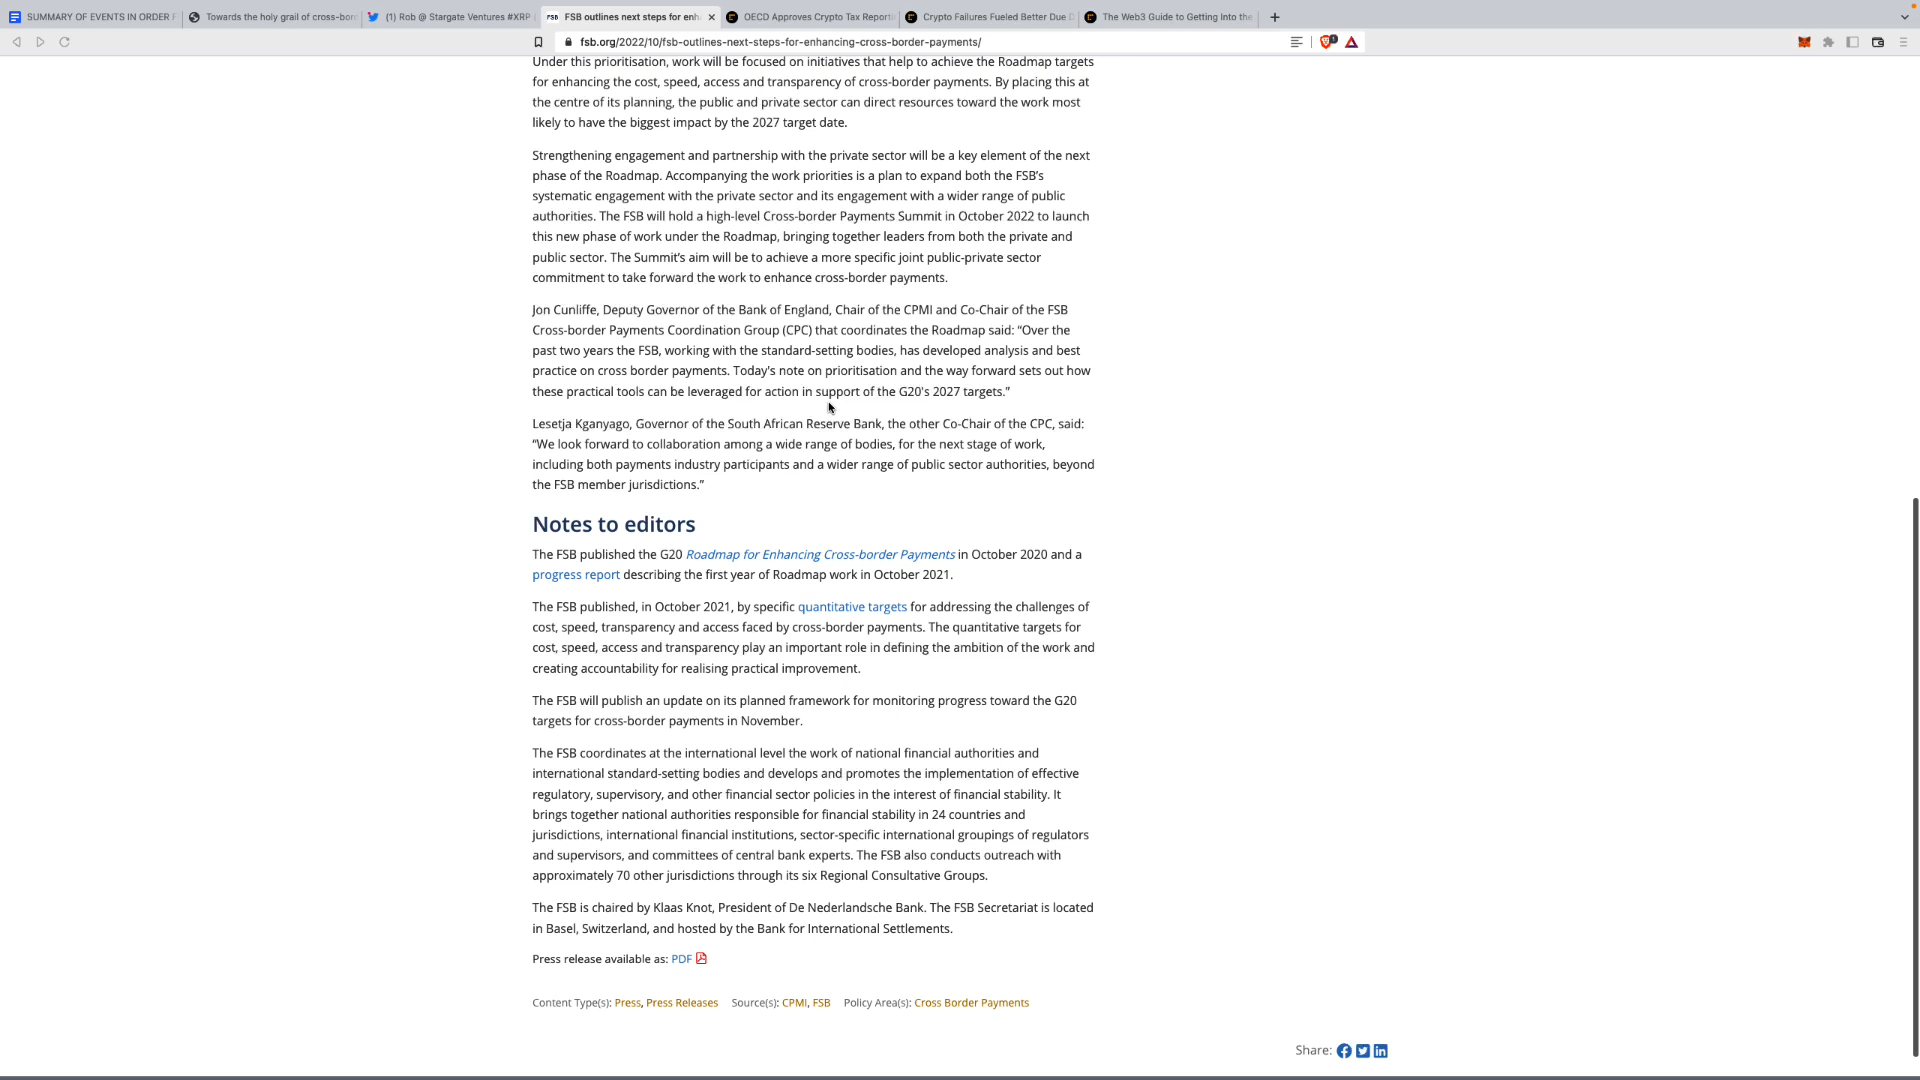 SUMMARY OF EVENTS IN ORDER F
Towards the holy grail of cross-bor
(1) Rob @ Stargate Ventures #XRP
FSB outlines next steps for enh
OECD Approves Crypto Tax Reporti
Crypto Failures Fueled Better Due D
The Web3 Guide to Getting Into the
fsb.org/2022/10/fsb-outlines-next-steps-for-enhancing-cross-border-payments/
Under this prioritisation, work will be focused on initiatives that help to achieve the Roadmap targets
for enhancing the cost, speed, access and transparency of cross-border payments. By placing this at
the centre of its planning, the public and private sector can direct resources toward the work most
likely to have the biggest impact by the 2027 target date.
Strengthening engagement and partnership with the private sector will be a key element of the next
phase of the Roadmap. Accompanying the work priorities is a plan to expand both the FSB's
systematic engagement with the private sector and its engagement with a wider range of public
authorities. The FSB will hold a high-level Cross-border Payments Summit in October 2022 to launch
this new phase of work under the Roadmap, bringing together leaders from both the private and
public sector. The Summit's aim will be to achieve a more specific joint public-private sector
commitment to take forward the work to enhance cross-border payments.
Jon Cunliffe, Deputy Governor of the Bank of England, Chair of the CPMI and Co-Chair of the FSB
Cross-border Payments Coordination Group (CPC) that coordinates the Roadmap said: “Over the
past two years the FSB, working with the standard-setting bodies, has developed analysis and best
practice on cross border payments. Today's note on prioritisation and the way forward sets out how
these practical tools can be leveraged for action in support of the G20's 2027 targets.”
Lesetja Kganyago, Governor of the South African Reserve Bank, the other Co-Chair of the CPC, said:
“We look forward to collaboration among a wide range of bodies, for the next stage of work,
including both payments industry participants and a wider range of public sector authorities, beyond
the FSB member jurisdictions.”
Notes to editors
The FSB published the G20 Roadmap for Enhancing Cross-border Payments in October 2020 and a
progress report describing the first year of Roadmap work in October 2021.
The FSB published, in October 2021, by specific quantitative targets for addressing the challenges of
cost, speed, transparency and access faced by cross-border payments. The quantitative targets for
cost, speed, access and transparency play an important role in defining the ambition of the work and
creating accountability for realising practical improvement.
The FSB will publish an update on its planned framework for monitoring progress toward the G20
targets for cross-border payments in November.
The FSB coordinates at the international level the work of national financial authorities and
international standard-setting bodies and develops and promotes the implementation of effective
regulatory, supervisory, and other financial sector policies in the interest of financial stability. It
brings together national authorities responsible for financial stability in 24 countries and
jurisdictions, international financial institutions, sector-specific international groupings of regulators
and supervisors, and committees of central bank experts. The FSB also conducts outreach with
approximately 70 other jurisdictions through its six Regional Consultative Groups.
The FSB is chaired by Klaas Knot, President of De Nederlandsche Bank. The FSB Secretariat is located
in Basel, Switzerland, and hosted by the Bank for International Settlements.
Press release available as: PDF
Content Type(s): Press, Press Releases Source(s): CPMI, FSB Policy Area(s): Cross Border Payments
Share: